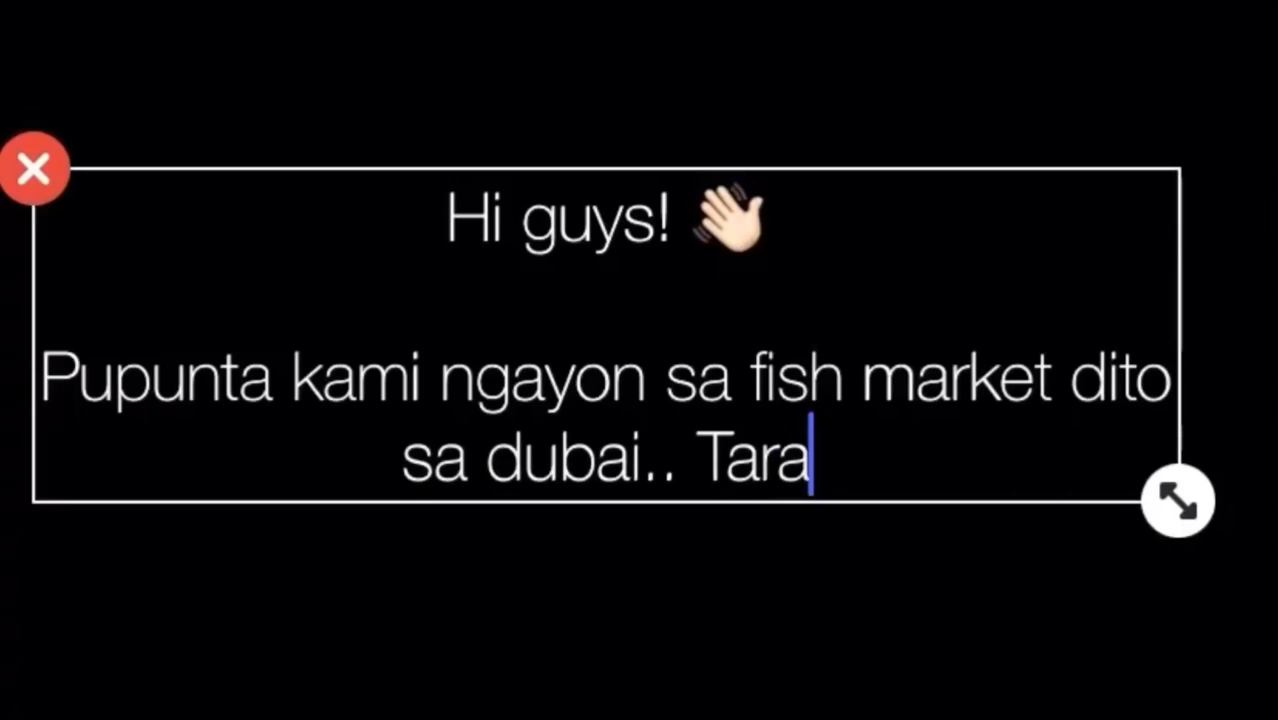 Hi guys! 👋🏻
Pupunta kami ngayon sa fish market dito
sa dubai.. Tara